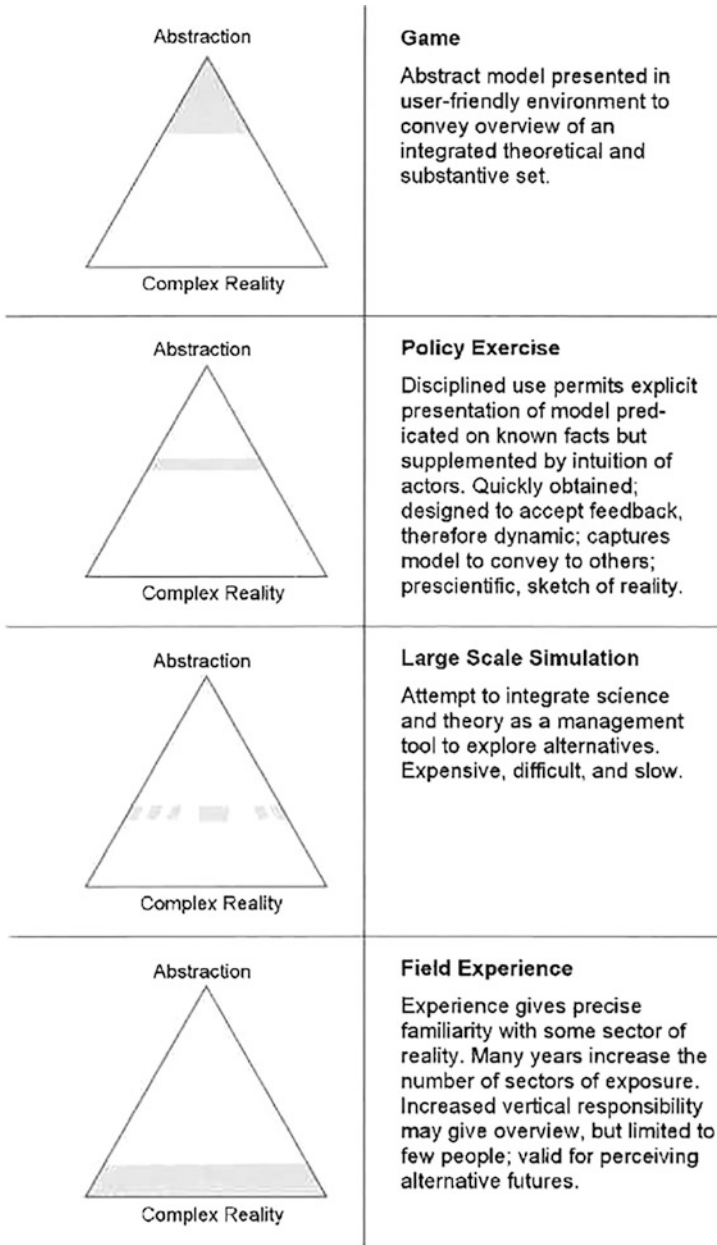 Abstraction
Complex Reality
Game
Abstract model presented in
user-friendly environment to
convey overview of an
integrated theoretical and
substantive set.
Abstraction
Complex Reality
Policy Exercise
Disciplined use permits explicit
presentation of model pred-
icated on known facts but
supplemented by intuition of
actors. Quickly obtained;
designed to accept feedback,
therefore dynamic; captures
model to convey to others;
prescientific, sketch of reality.
Abstraction
Complex Reality
Large Scale Simulation
Attempt to integrate science
and theory as a management
tool to explore alternatives.
Expensive, difficult, and slow.
Abstraction
Complex Reality
Field Experience
Experience gives precise
familiarity with some sector of
reality. Many years increase the
number of sectors of exposure.
Increased vertical responsibility
may give overview, but limited to
few people; valid for perceiving
alternative futures.